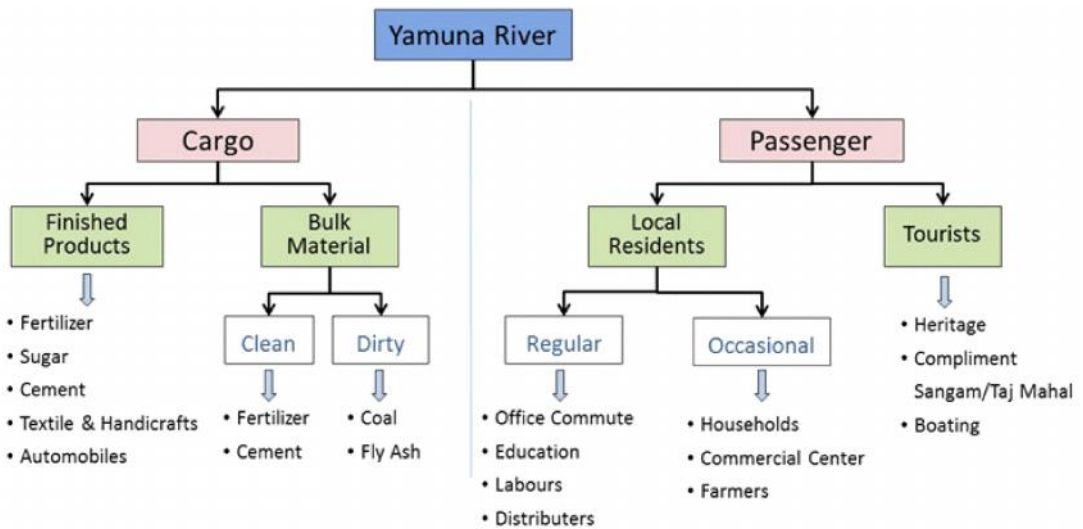 Yamuna River
Cargo
Passenger
Finished
Products
Bulk
Material
Local
Residents
Tourists
• Fertilizer
• Sugar
• Cement
• Textile & Handicrafts
• Automobiles
Clean
Dirty
• Fertilizer
• Cement
• Coal
• Fly Ash
Regular
Occasional
• Office Commute
• Education
• Labours
• Distributers
• Households
• Commercial Center
• Farmers
• Heritage
• Compliment
Sangam/Taj Mahal
• Boating